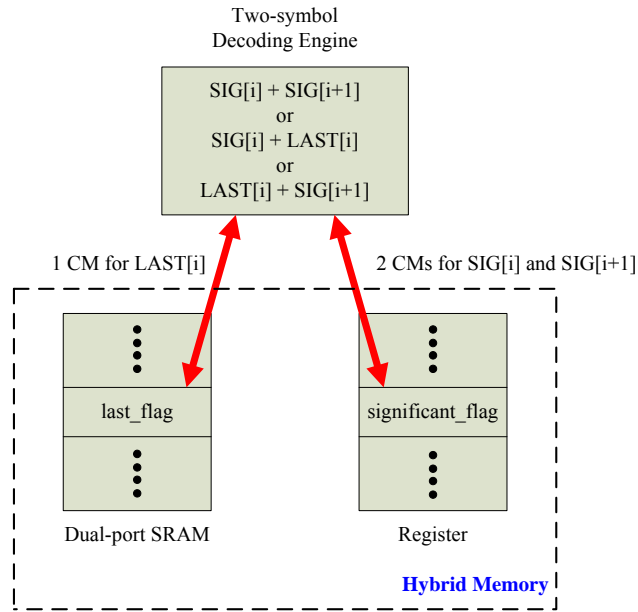 Two-symbol
Decoding Engine
SIG[i] + SIG[i+1]
or
SIG[i] + LAST[i]
or
LAST[i] + SIG[i+1]
1 CM for LAST[i]
2 CMs for SIG[i] and SIG[i+1]
last_flag
significant_flag
Dual-port SRAM
Register
Hybrid Memory